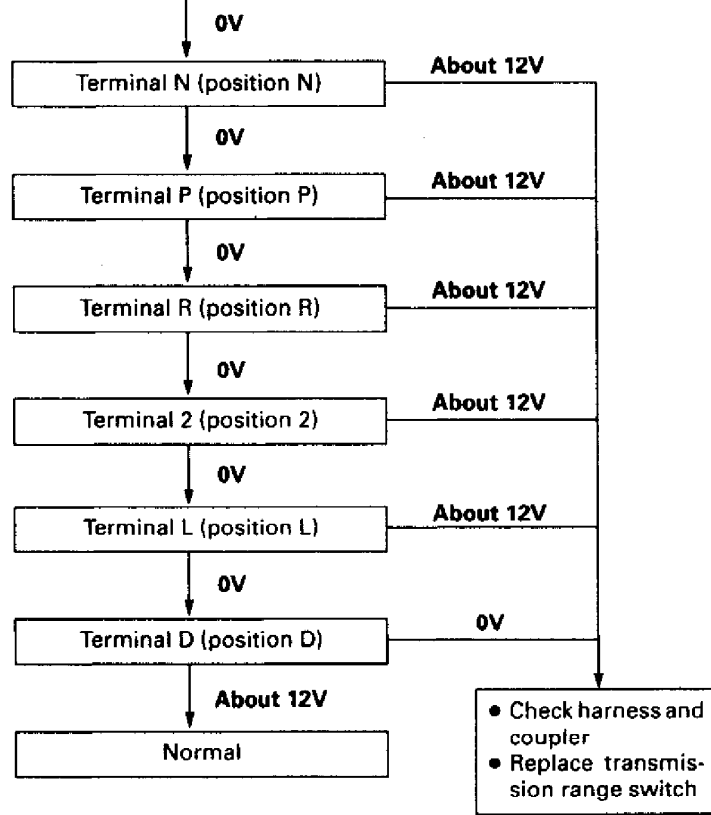 0V
Terminal N (position N)
About 12V
0V
Terminal P (position P)
About 12V
0V
Terminal R (position R)
About 12V
0V
Terminal 2 (position 2)
About 12V
0V
Terminal L (position L)
About 12V
0V
Terminal D (position D)
0V
About 12V
Normal
● Check harness and
coupler
● Replace transmis-
sion range switch